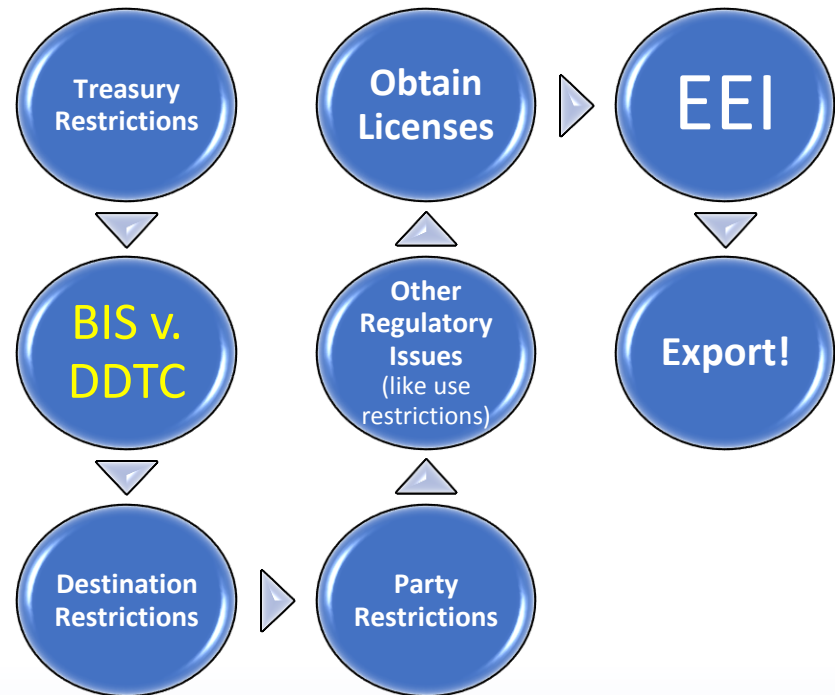 Treasury
Restrictions
BIS v.
DDTC
Destination
Restrictions
Party
Restrictions
Other
Regulatory
Issues
(like use
restrictions)
Obtain
Licenses
EEI
Export!